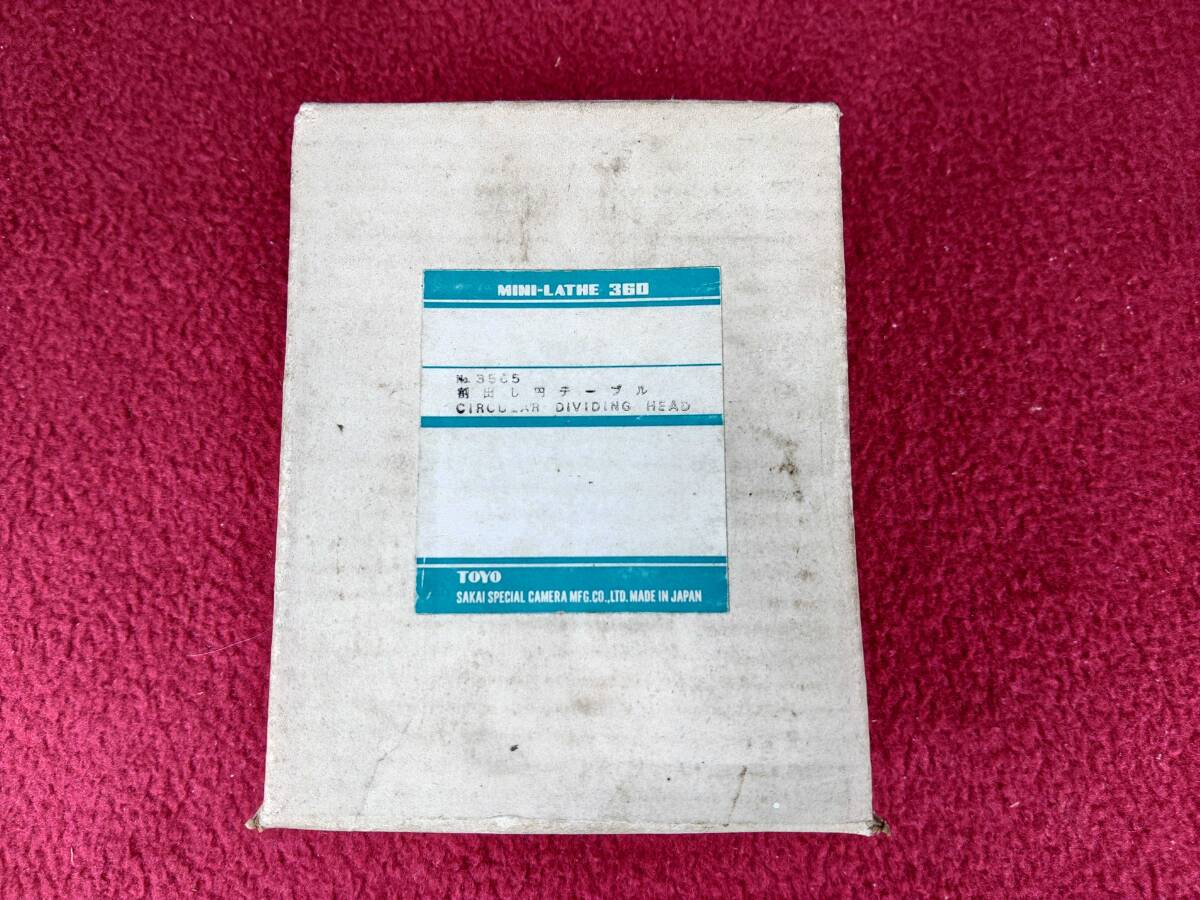 MINI-LATHE 360
№ 3565
割出し円テーブル
CIRCULAR DIVIDING HEAD
TOYO
SAKAI SPECIAL CAMERA MFG.CO.,LTD. MADE IN JAPAN